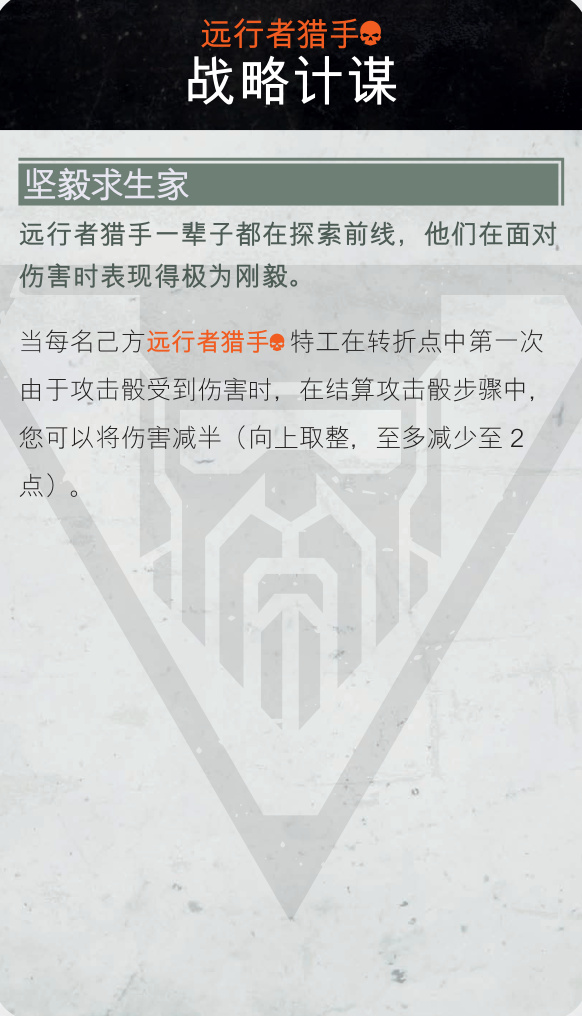 远行者猎手
战略计谋
坚毅求生家
远行者猎手一辈子都在探索前线，他们在面对
伤害时表现得极为刚毅。
当每名己方远行者猎手特工在转折点中第一次
由于攻击骰受到伤害时，在结算攻击骰步骤中，
您可以将伤害减半（向上取整，至多减少至 2
点）。